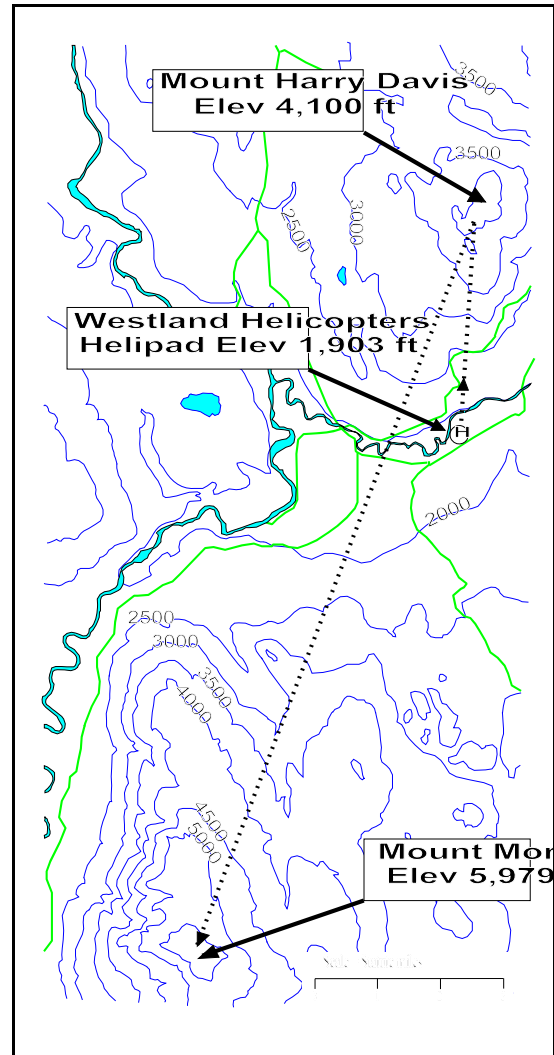 3500
Mount Harry Davis
Elev 4,100 ft
3500
2500
3000
Westland Helicopters
Helipad Elev 1,903 ft
H
2000
2500
3000
3500
4000
4500
5000
Mount Mor
Elev 5,979